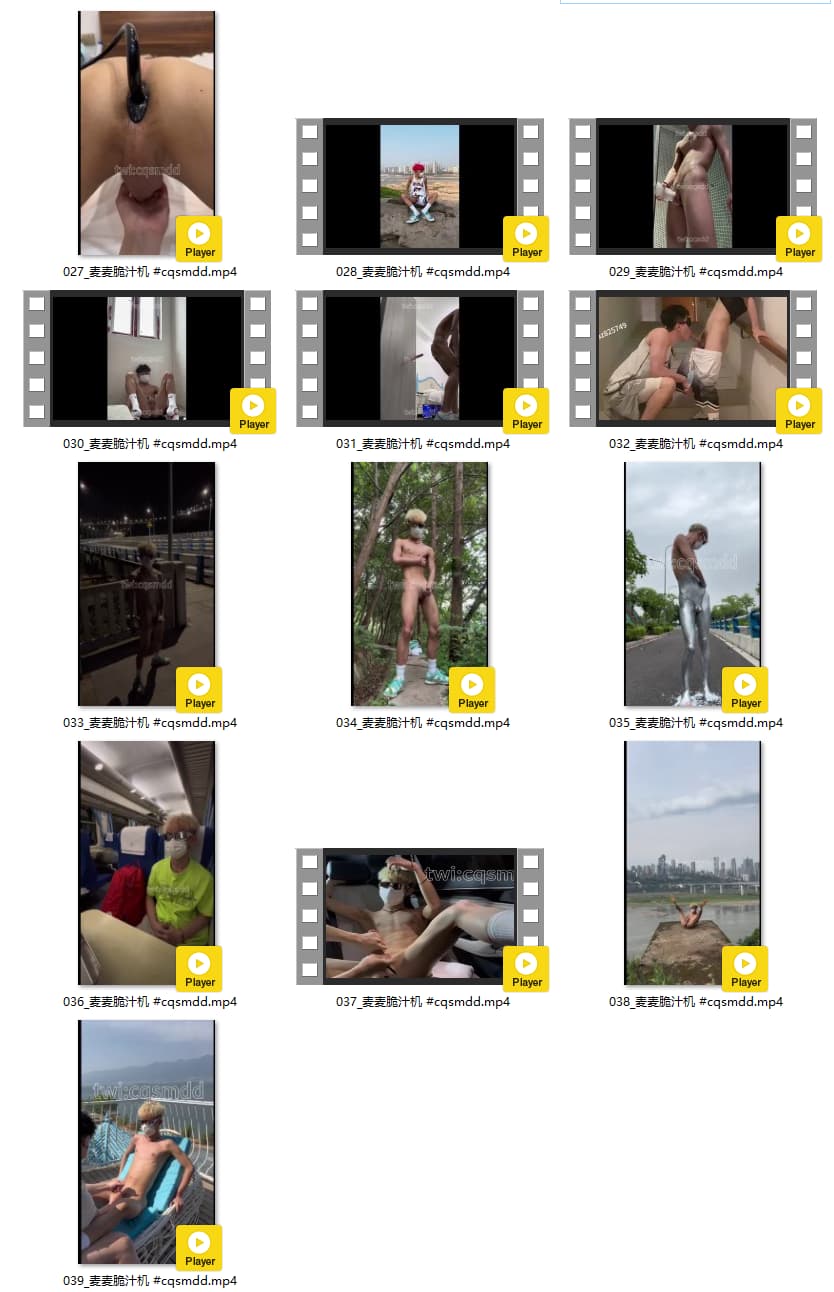 twi:cqsmdd
Player
Player
Player
027_麦麦脆汁机 #cqsmdd.mp4
028_麦麦脆汁机 #cqsmdd.mp4
029_麦麦脆汁机 #cqsmdd.mp4
Player
Player
Player
030_麦麦脆汁机 #cqsmdd.mp4
031_麦麦脆汁机 #cqsmdd.mp4
032_麦麦脆汁机 #cqsmdd.mp4
twi:cqsmdd
twi:cqsmdd
cqsmdd
Player
Player
Player
033_麦麦脆汁机 #cqsmdd.mp4
034_麦麦脆汁机 #cqsmdd.mp4
035_麦麦脆汁机 #cqsmdd.mp4
twi:cqsm
Player
Player
Player
036_麦麦脆汁机 #cqsmdd.mp4
037_麦麦脆汁机 #cqsmdd.mp4
038_麦麦脆汁机 #cqsmdd.mp4
twi:cqsmdd
Player
039_麦麦脆汁机 #cqsmdd.mp4